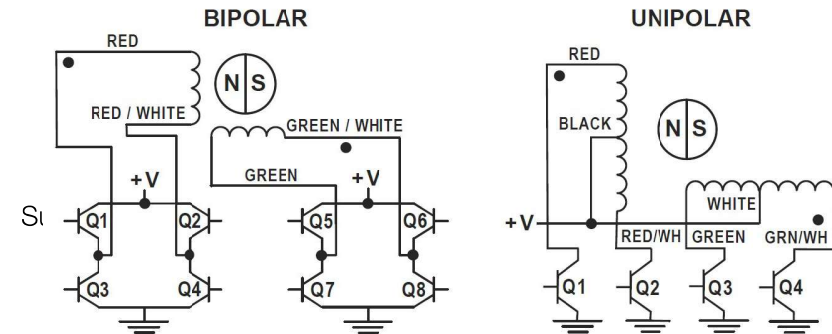 BIPOLAR
RED
N S
RED / WHITE
GREEN / WHITE
GREEN
+V
+V
Q1
Q2
Q5
Q6
Q3
Q4
Q7
Q8
UNIPOLAR
RED
BLACK
N S
WHITE
+V
RED/WH
GREEN
GRN/WH
Q1
Q2
Q3
Q4